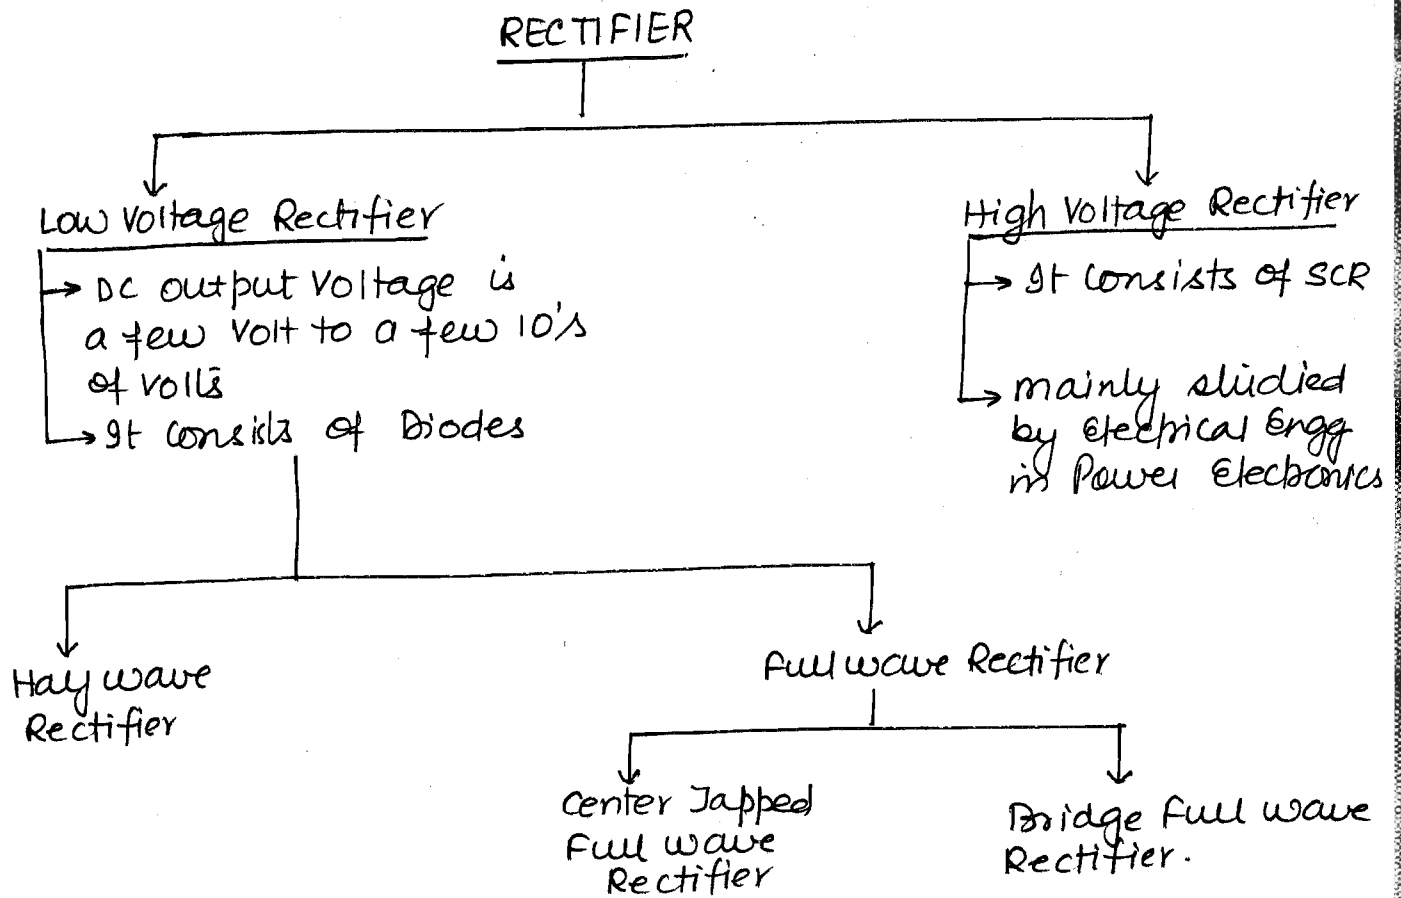 RECTIFIER
Low Voltage Rectifier
→ DC output voltage is
a few volt to a few 10's
of volts
→ It consists of Diodes
High Voltage Rectifier
→ It consists of SCR
→ mainly studied
by Electrical Engg
in Power Electronics
Half wave
Rectifier
Full wave Rectifier
Center Tapped
Full wave
Rectifier
Bridge Full wave
Rectifier.